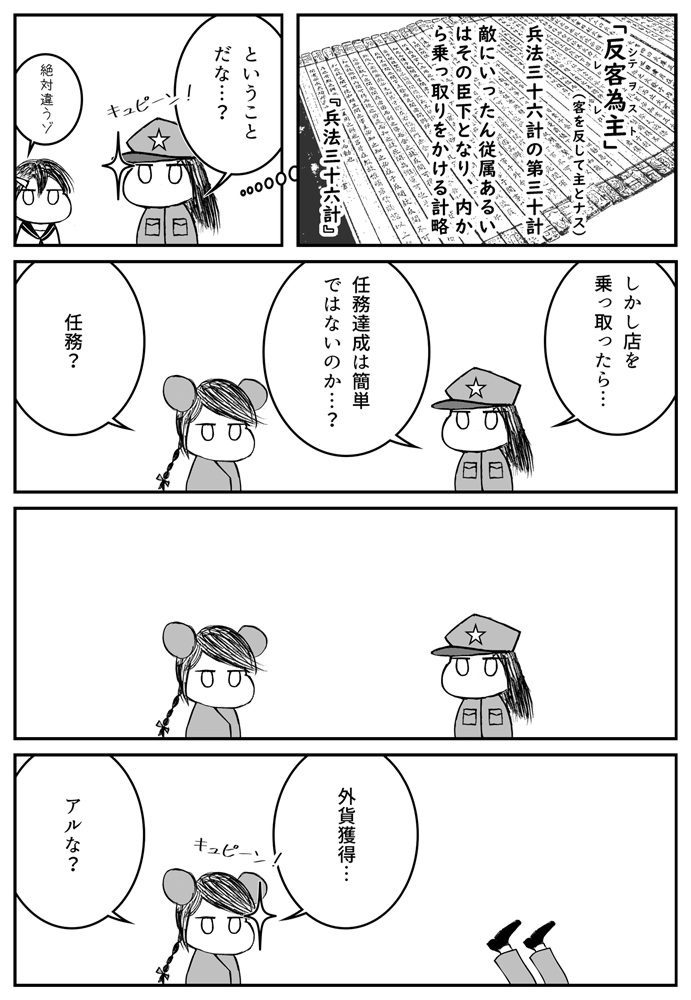 「反客為主」
シテヲストレレ
(客を反して主とナス)
兵法三十六計の第三十計
敵にいったん従属あるい
はその臣下となり、内か
ら乗っ取りをかける計略
『兵法三十六計』
ということ
だな…?
キュピーン!
絶対違うゾ
しかし店を
乗っ取ったら…
任務達成は簡単
ではないのか…?
任務?
外貨獲得…
キュピーン!
アルな?